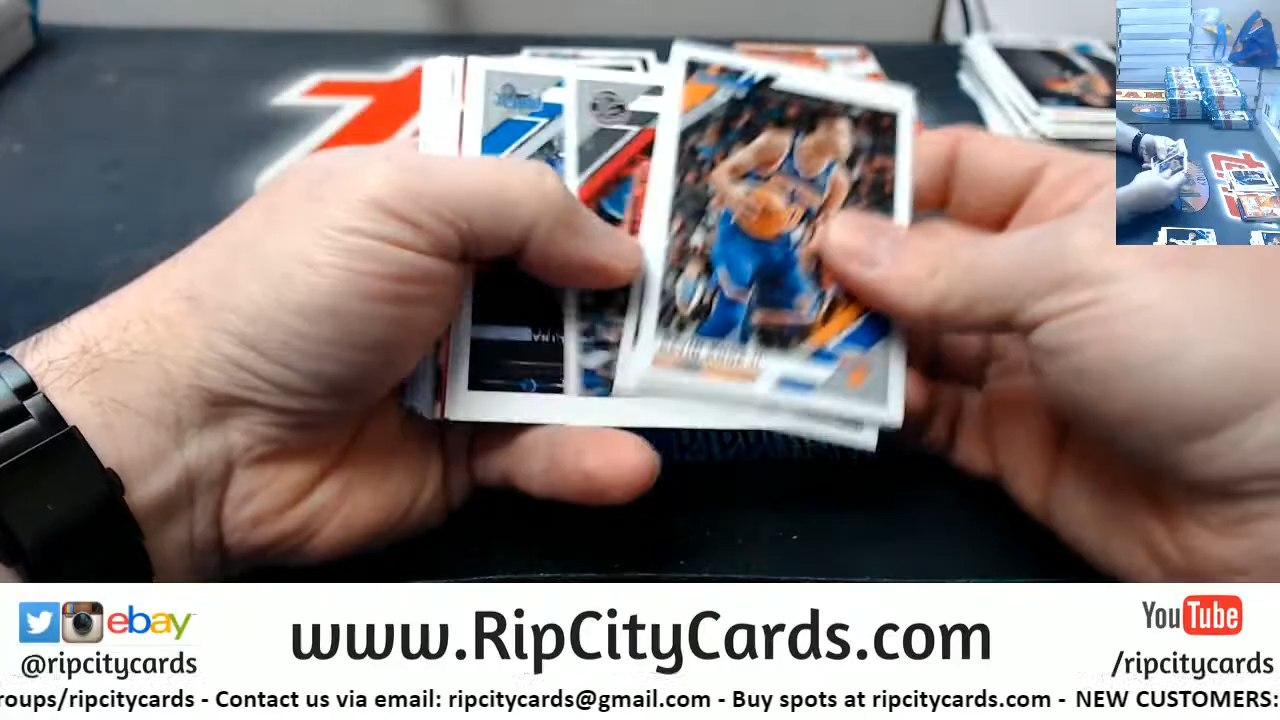 www.RipCityCards.com
ebay
@ripcitycards
YouTube
/ripcitycards
roups/ripcitycards - Contact us via email: ripcitycards@gmail.com - Buy spots at ripcitycards.com - NEW CUSTOMERS: